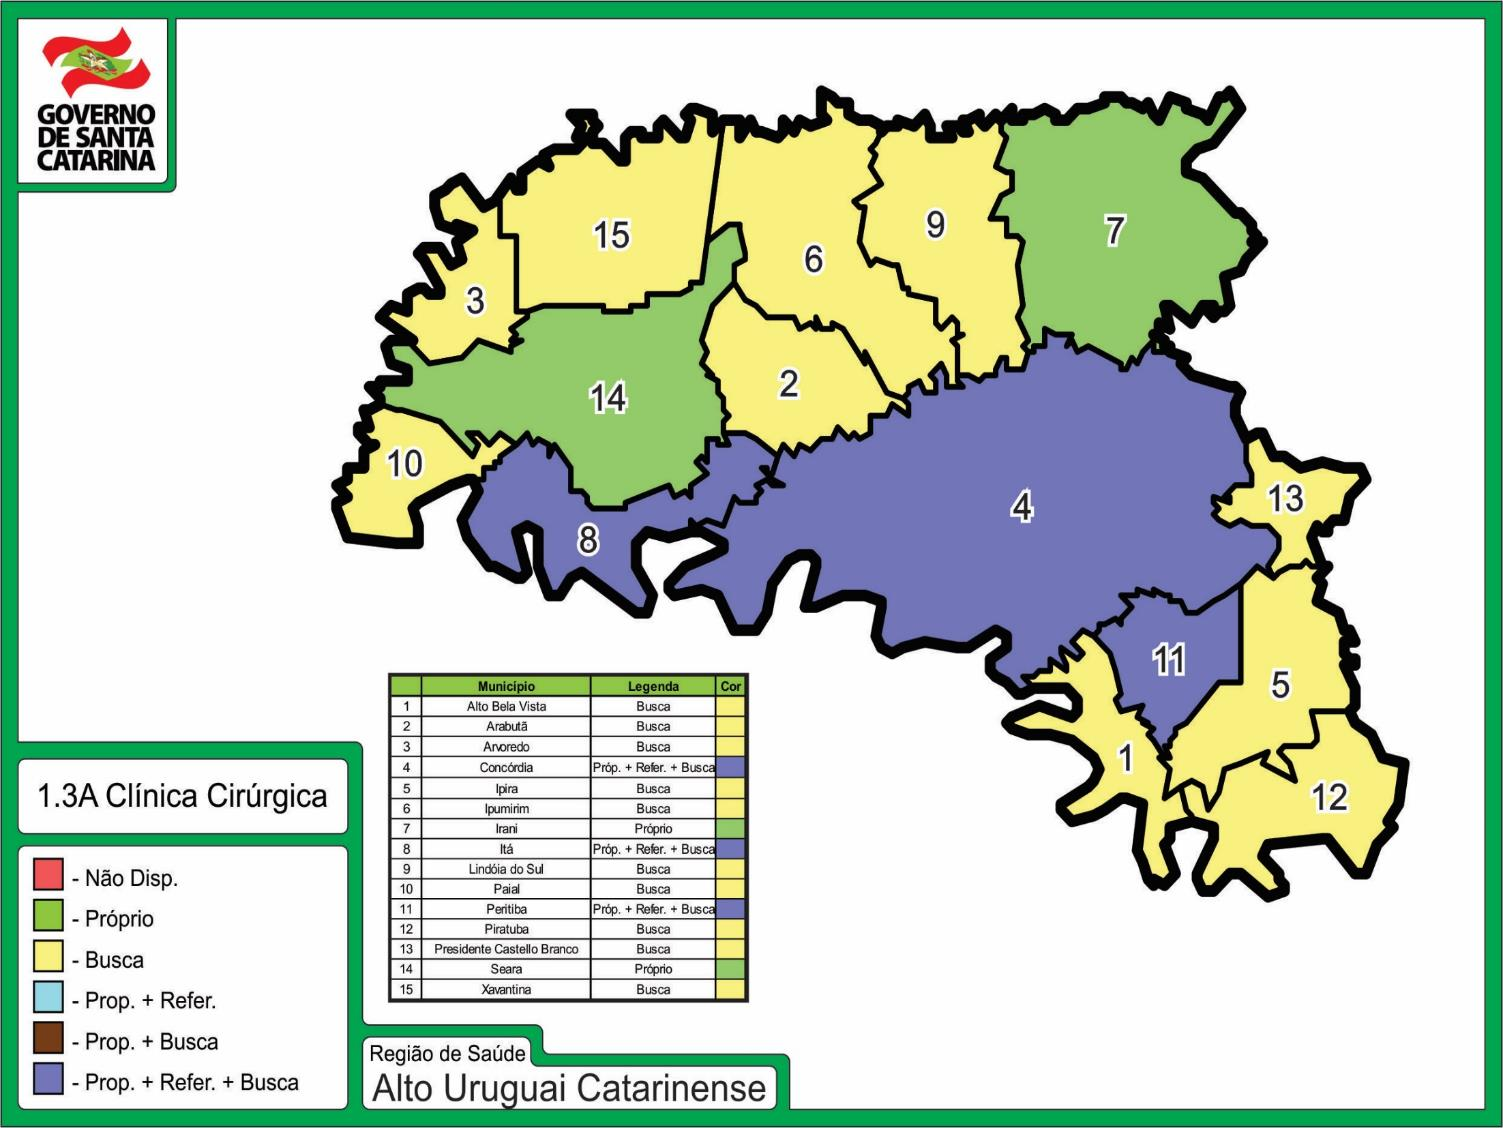 GOVERNO
DE SANTA
CATARINA
15
9
7
6
3
2
14
10
4
13
8
11
5
1
12
Município Legenda Cor
1 Alto Bela Vista Busca
2 Arabutã Busca
3 Arvoredo Busca
4 Concórdia Próp. + Refer. + Busca
5 Ipira Busca
6 Ipumirim Busca
7 Irani Próprio
8 Itá Próp. + Refer. + Busca
9 Lindóia do Sul Busca
10 Paial Busca
11 Peritiba Próp. + Refer. + Busca
12 Piratuba Busca
13 Presidente Castello Branco Busca
14 Seara Próprio
15 Xavantina Busca
1.3A Clínica Cirúrgica
- Não Disp.
- Próprio
- Busca
- Prop. + Refer.
- Prop. + Busca
- Prop. + Refer. + Busca
Região de Saúde
Alto Uruguai Catarinense